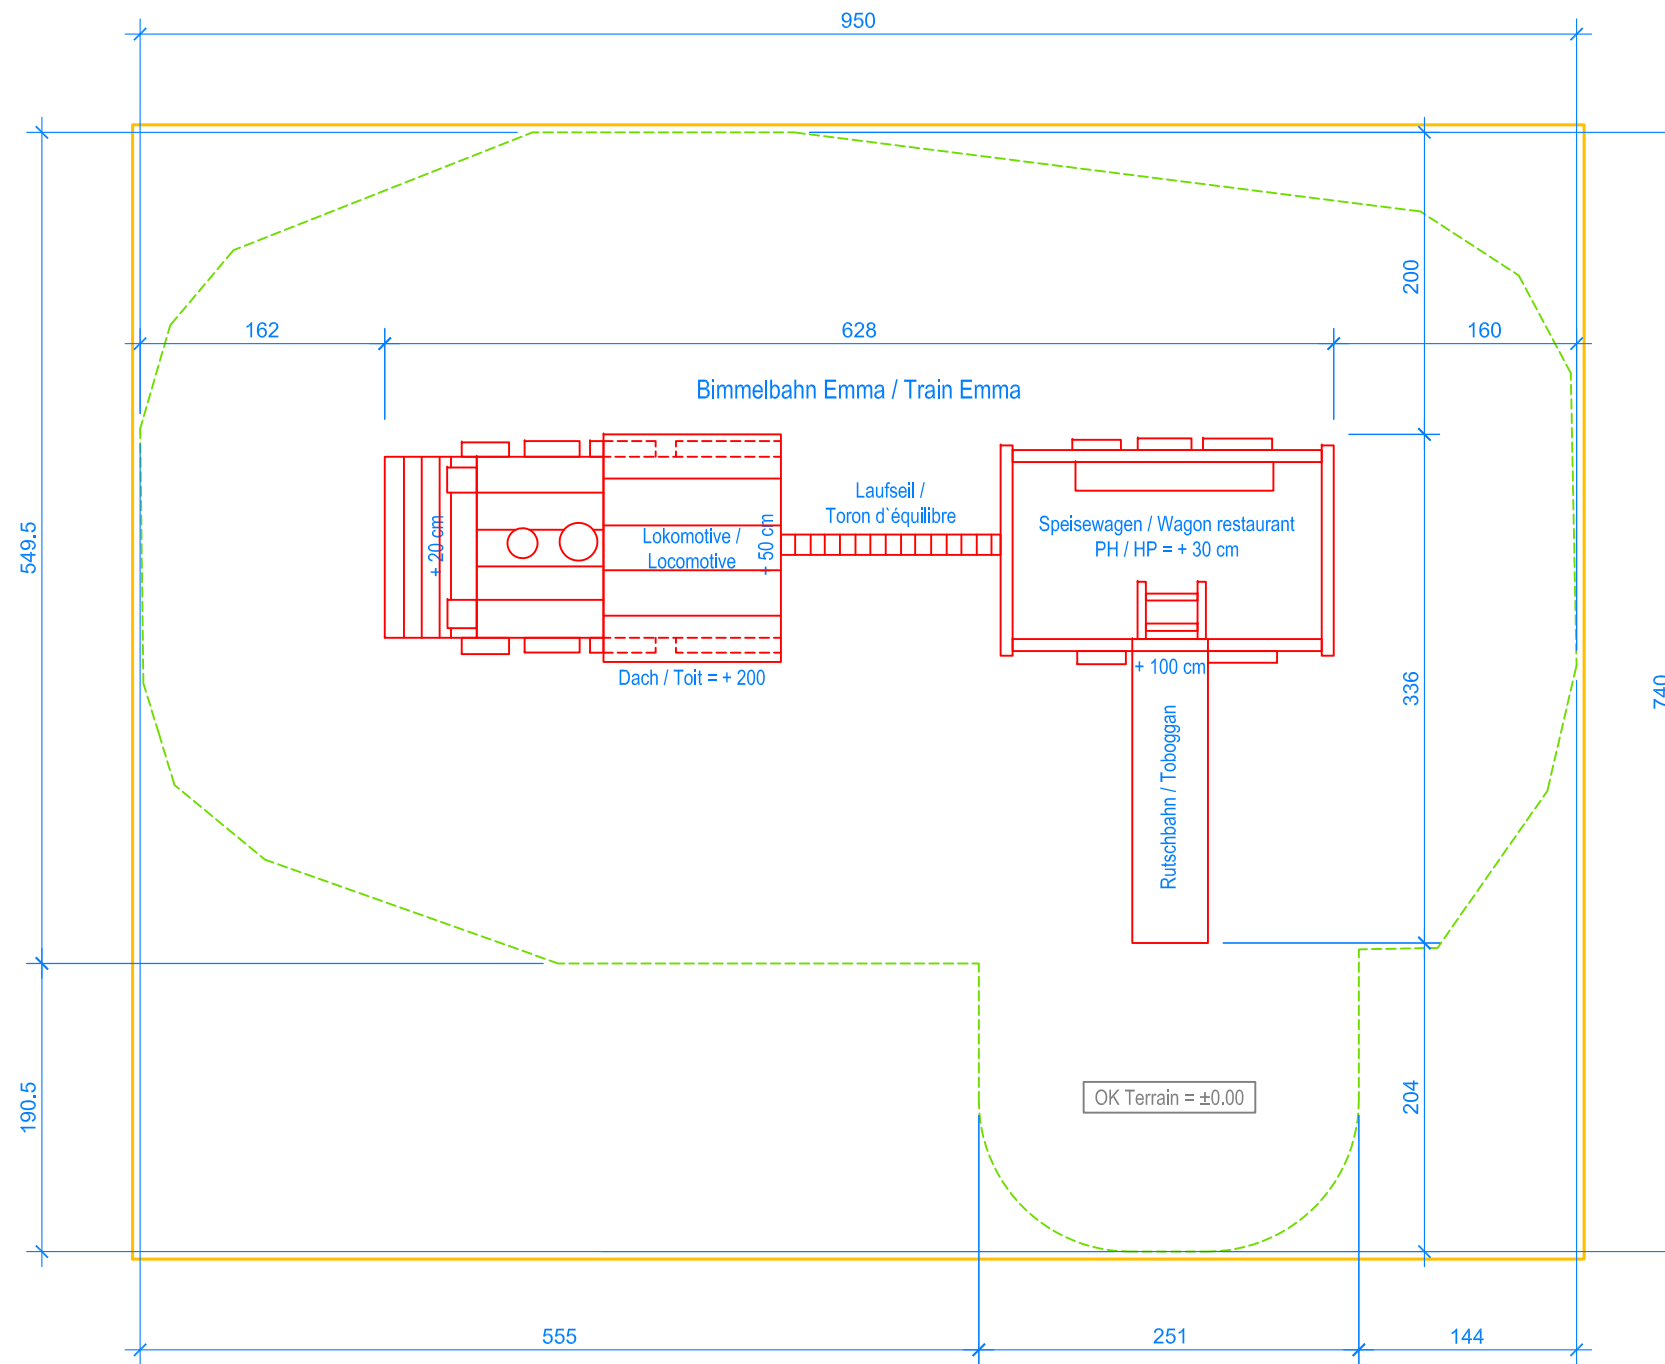 950
200
162
628
160
Bimmelbahn Emma / Train Emma
549.5
+ 20 cm
Lokomotive /
Locomotive
+ 50 cm
Laufseil /
Toron d`équilibre
Speisewagen / Wagon restaurant
PH / HP = + 30 cm
Dach / Toit = + 200
+ 100 cm
336
740
Rutschbahn / Toboggan
190.5
OK Terrain = ±0.00
204
555
251
144